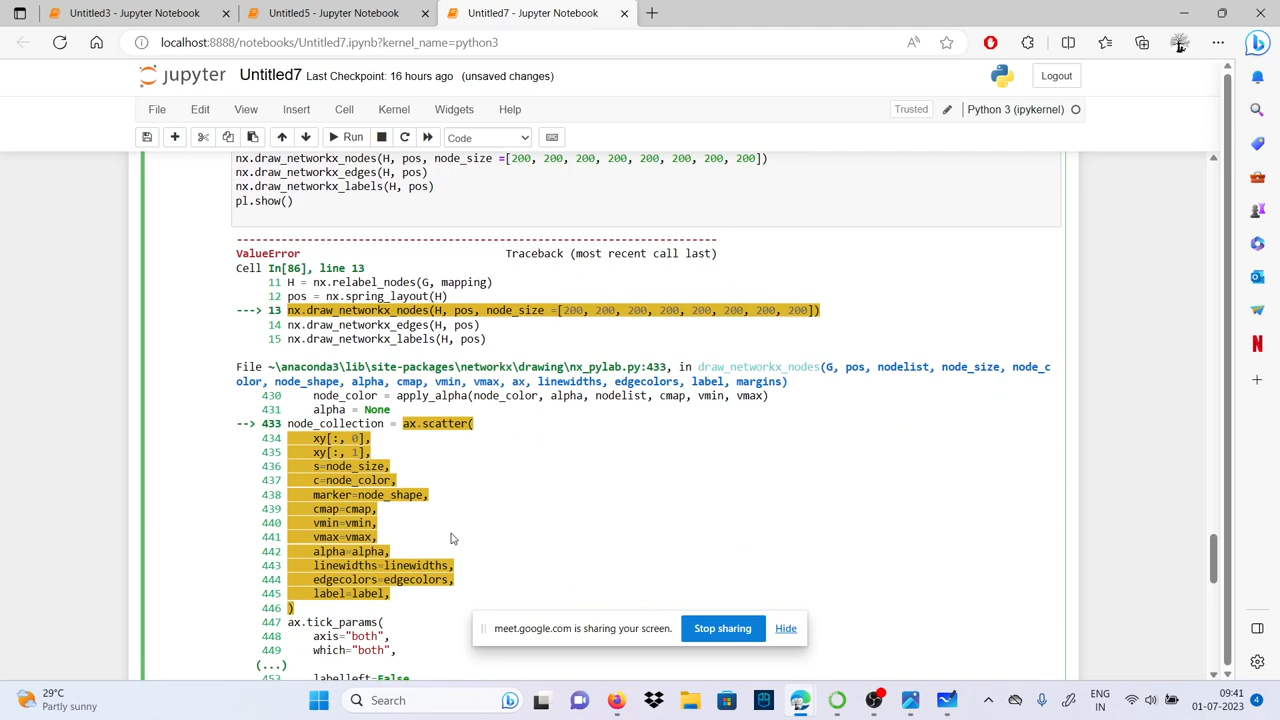 Untitled3 - Jupyter Notebook
Untitled5 - Jupyter Notebook
Untitled7 - Jupyter Notebook
localhost:8888/notebooks/Untitled7.ipynb?kernel_name=python3
jupyter Untitled7 Last Checkpoint: 16 hours ago (unsaved changes)
Logout
File Edit View Insert Cell Kernel Widgets Help
Trusted
Python 3 (ipykernel)
Run
Code
nx.draw_networkx_nodes(H, pos, node_size =[200, 200, 200, 200, 200, 200, 200, 200])
nx.draw_networkx_edges(H, pos)
nx.draw_networkx_labels(H, pos)
pl.show()
---------------------------------------------------------------------------
ValueError Traceback (most recent call last)
Cell In[86], line 13
11 H = nx.relabel_nodes(G, mapping)
12 pos = nx.spring_layout(H)
---> 13 nx.draw_networkx_nodes(H, pos, node_size =[200, 200, 200, 200, 200, 200, 200, 200])
14 nx.draw_networkx_edges(H, pos)
15 nx.draw_networkx_labels(H, pos)
File ~\anaconda3\lib\site-packages\networkx\drawing\nx_pylab.py:433, in draw_networkx_nodes(G, pos, nodelist, node_size, node_c
olor, node_shape, alpha, cmap, vmin, vmax, ax, linewidths, edgecolors, label, margins)
430 node_color = apply_alpha(node_color, alpha, nodelist, cmap, vmin, vmax)
431 alpha = None
--> 433 node_collection = ax.scatter(
434 xy[:, 0],
435 xy[:, 1],
436 s=node_size,
437 c=node_color,
438 marker=node_shape,
439 cmap=cmap,
440 vmin=vmin,
441 vmax=vmax,
442 alpha=alpha,
443 linewidths=linewidths,
444 edgecolors=edgecolors,
445 label=label,
446 )
447 ax.tick_params(
448 axis="both",
449 which="both",
(...)
453 labelleft=False
meet.google.com is sharing your screen.
Stop sharing
Hide
29°C
Partly sunny
Search
ENG
IN
09:41
01-07-2023
4